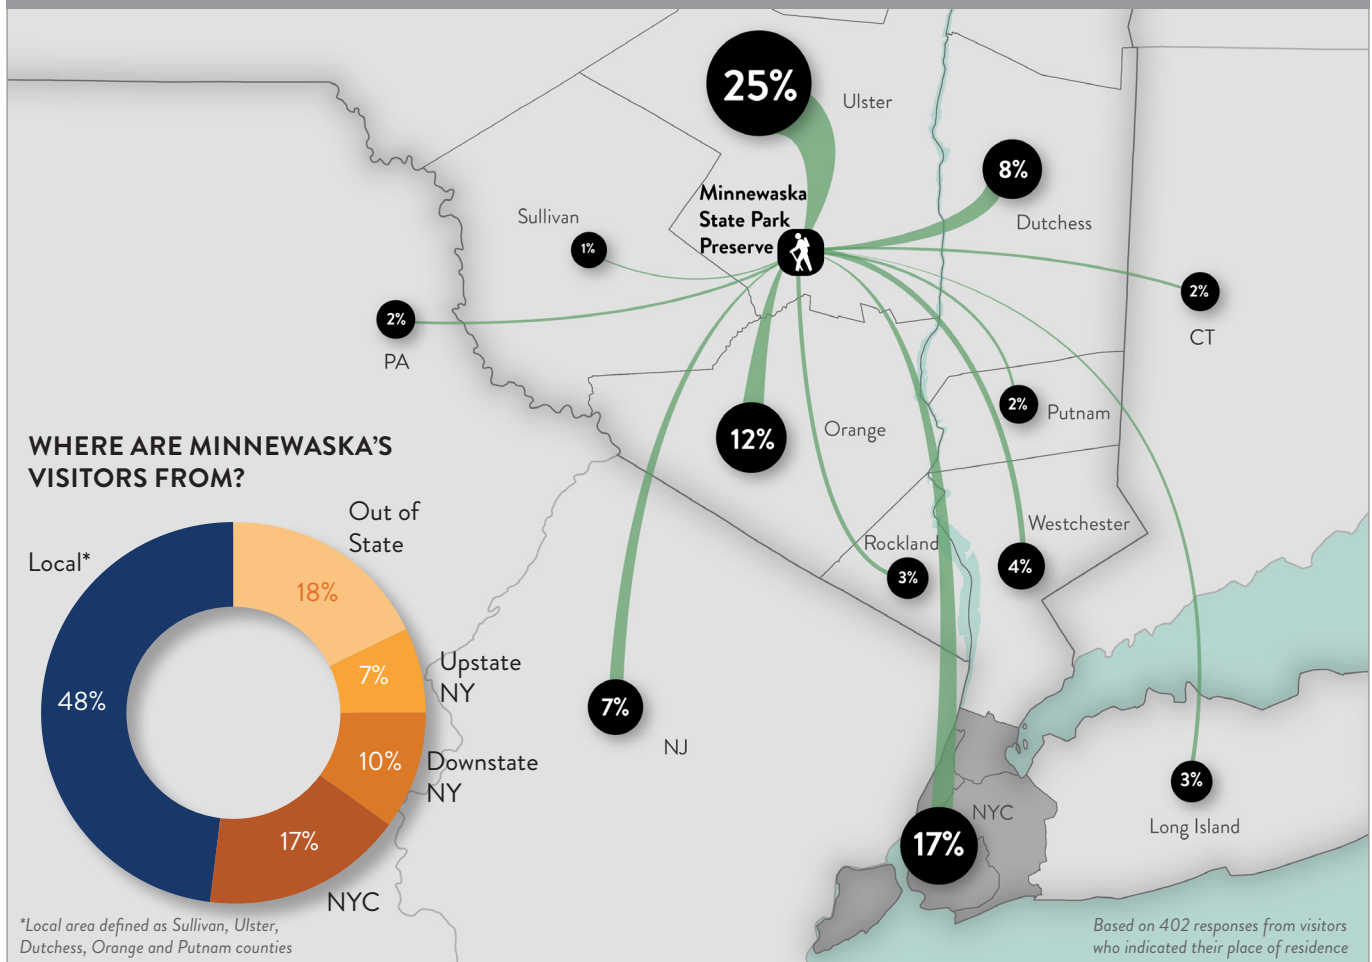 25%
Ulster
8%
Dutchess
Minnewaska
State Park
Preserve
Sullivan
1%
2%
PA
2%
CT
12%
Orange
2%
Putnam
Westchester
4%
Rockland
3%
7%
NJ
NYC
17%
3%
Long Island
WHERE ARE MINNEWASKA'S
VISITORS FROM?
Out of
State
18%
Local*
48%
Upstate
NY
7%
Downstate
NY
10%
17%
NYC
*Local area defined as Sullivan, Ulster,
Dutchess, Orange and Putnam counties
Based on 402 responses from visitors
who indicated their place of residence